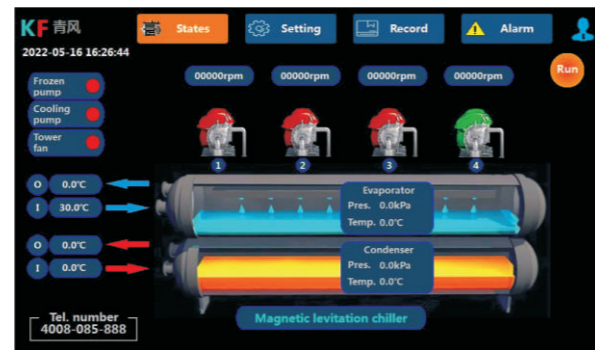 KF 青风
States
Setting
Record
Alarm
2022-05-16 16:26:44
00000rpm
00000rpm
00000rpm
00000rpm
Run
Frozen
pump
Cooling
pump
Tower
fan
1
2
3
4
O 0.0℃
I 30.0℃
Evaporator
Pres. 0.0kPa
Temp. 0.0℃
O 0.0℃
I 0.0℃
Condenser
Pres. 0.0kPa
Temp. 0.0℃
Tel. number
4008-085-888
Magnetic levitation chiller